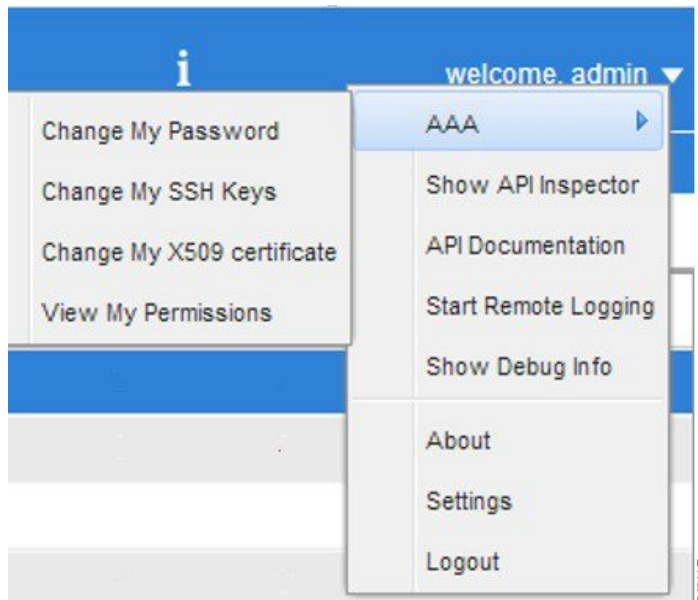 i
welcome, admin
AAA
Change My Password
Change My SSH Keys
Change My X509 certificate
View My Permissions
Show API Inspector
API Documentation
Start Remote Logging
Show Debug Info
About
Settings
Logout